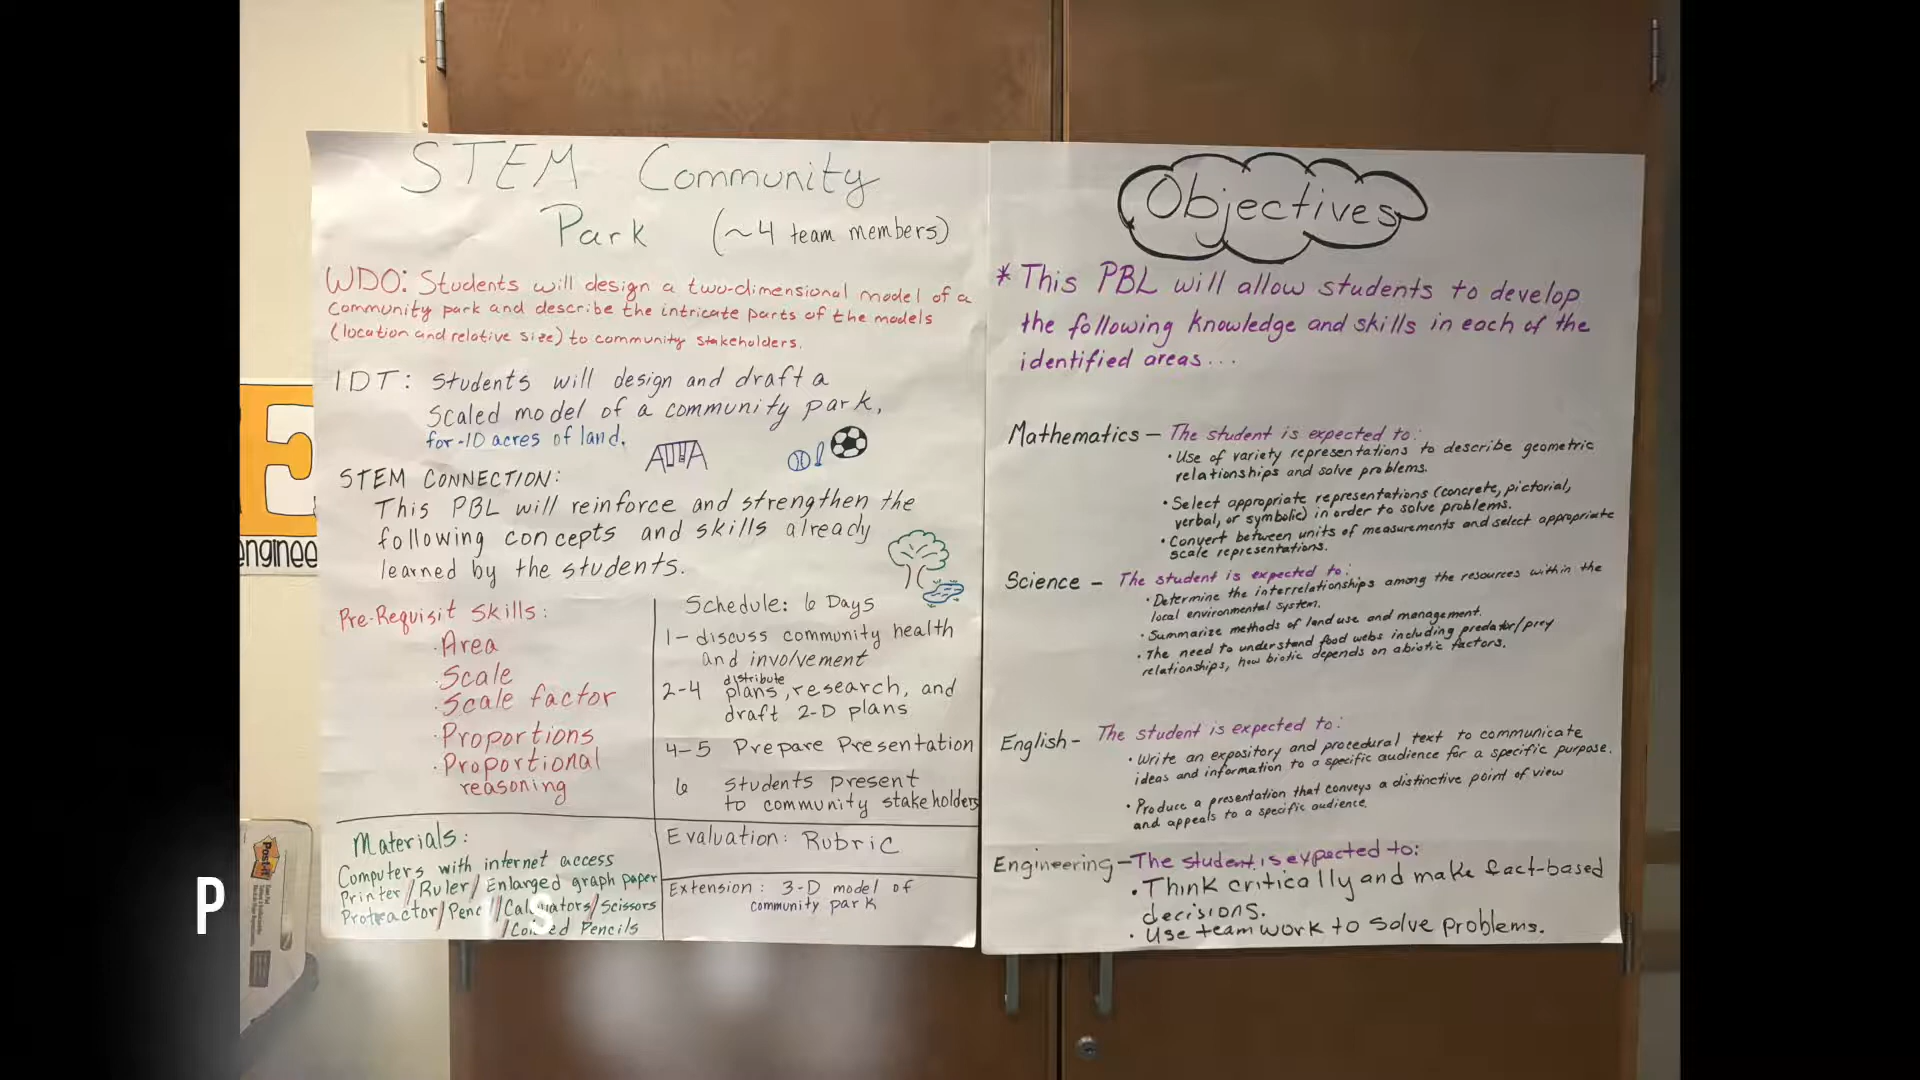 STEM Community
Park (~4 team members)
WDO: Students will design a two-dimensional model of a
community park and describe the intricate parts of the models
(location and relative size) to community stakeholders.
IDT: Students will design and draft a
scaled model of a community park,
for ~10 acres of land.
STEM CONNECTION:
This PBL will reinforce and strengthen the
following concepts and skills already
learned by the students.
Pre-Requisit Skills:
·Area
·Scale
·Scale factor
·Proportions
·Proportional
reasoning
Schedule: 6 Days
1- discuss community health
and involvement
distribute
2-4 plans, research, and
draft 2-D plans
4-5 Prepare Presentation
6 Students present
to community stakeholders
Materials:
Computers with internet access
Printer/Ruler/Enlarged graph paper
Protractor/Pencil/Calculators/Scissors
/Colored Pencils
Evaluation: Rubric
Extension: 3-D model of
community park
Objectives
* This PBL will allow students to develop
the following knowledge and skills in each of the
identified areas...
Mathematics - The student is expected to:
• Use of variety representations to describe geometric
relationships and solve problems.
• Select appropriate representations (concrete, pictorial,
verbal, or symbolic) in order to solve problems.
• Convert between units of measurements and select appropriate
scale representations.
Science - The student is expected to:
• Determine the interrelationships among the resources within the
local environmental system.
• Summarize methods of land use and management.
• The need to understand food webs including predator/prey
relationships, how biotic depends on abiotic factors.
English - The student is expected to:
• Write an expository and procedural text to communicate
ideas and information to a specific audience for a specific purpose.
• Produce a presentation that conveys a distinctive point of view
and appeals to a specific audience.
Engineering - The student is expected to:
• Think critically and make fact-based
decisions.
• Use teamwork to solve problems.
E
enginee
Post-it
P
S